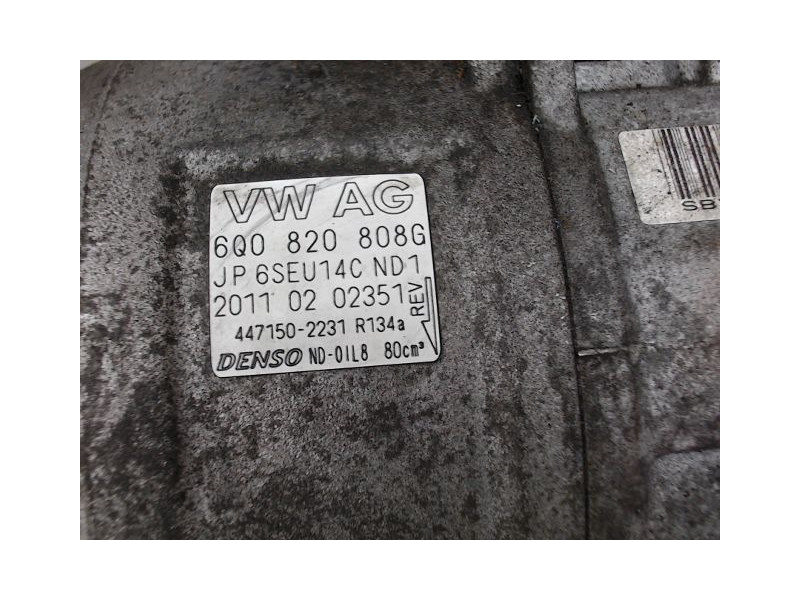 VW AG
6Q0 820 808G
JP 6SEU14C ND1
2011 02 02351
REV
447150-2231 R134a
DENSO ND-OIL8 80cm³
SB